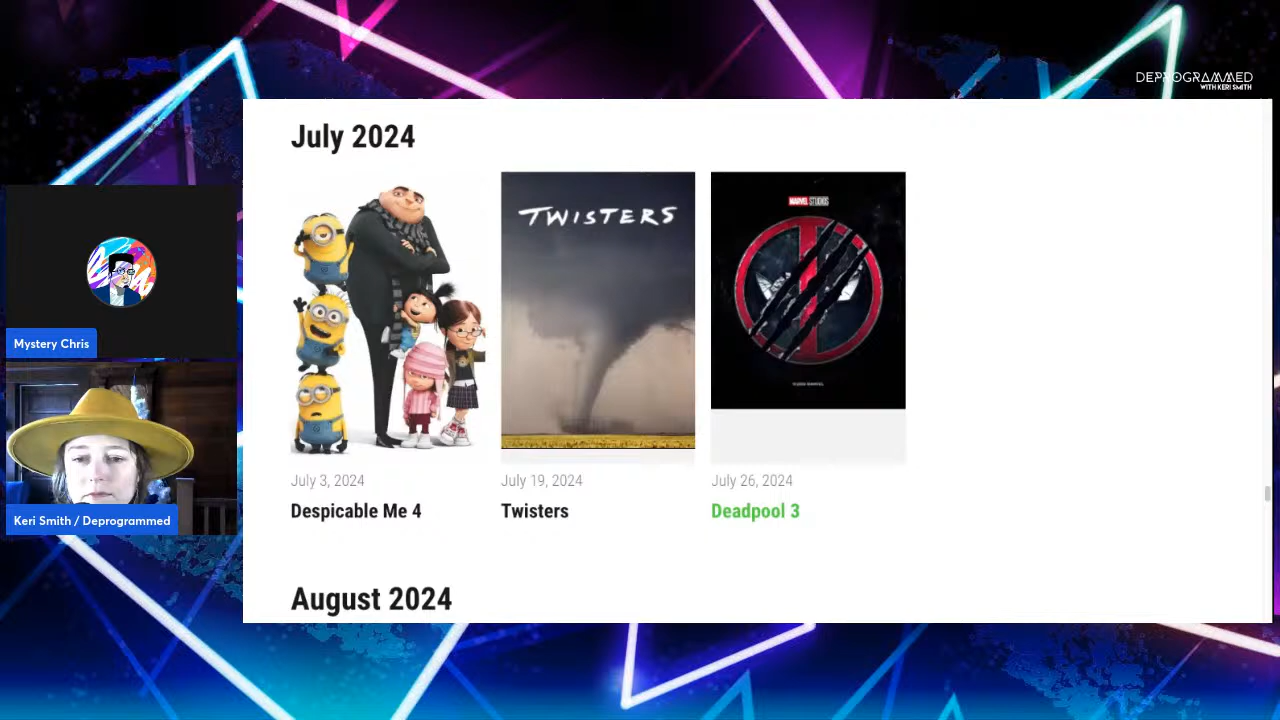 DEPROGRAMMED
WITH KERI SMITH
July 2024
TWISTERS
MARVEL STUDIOS
July 3, 2024
July 19, 2024
July 26, 2024
Despicable Me 4
Twisters
Deadpool 3
August 2024
Mystery Chris
Keri Smith / Deprogrammed